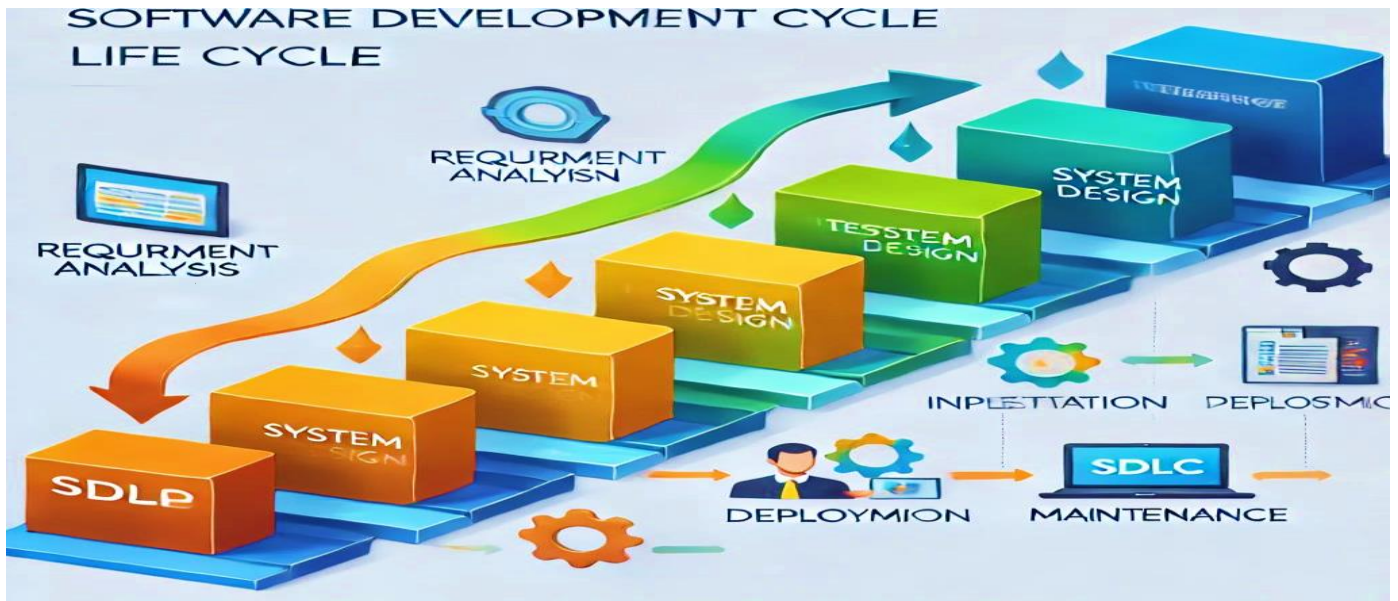 SOFTWARE DEVELOPMENT CYCLE
LIFE CYCLE
REQURMENT
ANALYISN
REQURMENT
ANALYSIS
SYSTEM
DESIGN
TESSTEM
DESIGN
SYSTEM
DESIGN
SYSTEM
SYSTEM
DESIGN
SDLP
INPLETTATION
DEPLOSMIC
SDLC
DEPLOYMION
MAINTENANCE